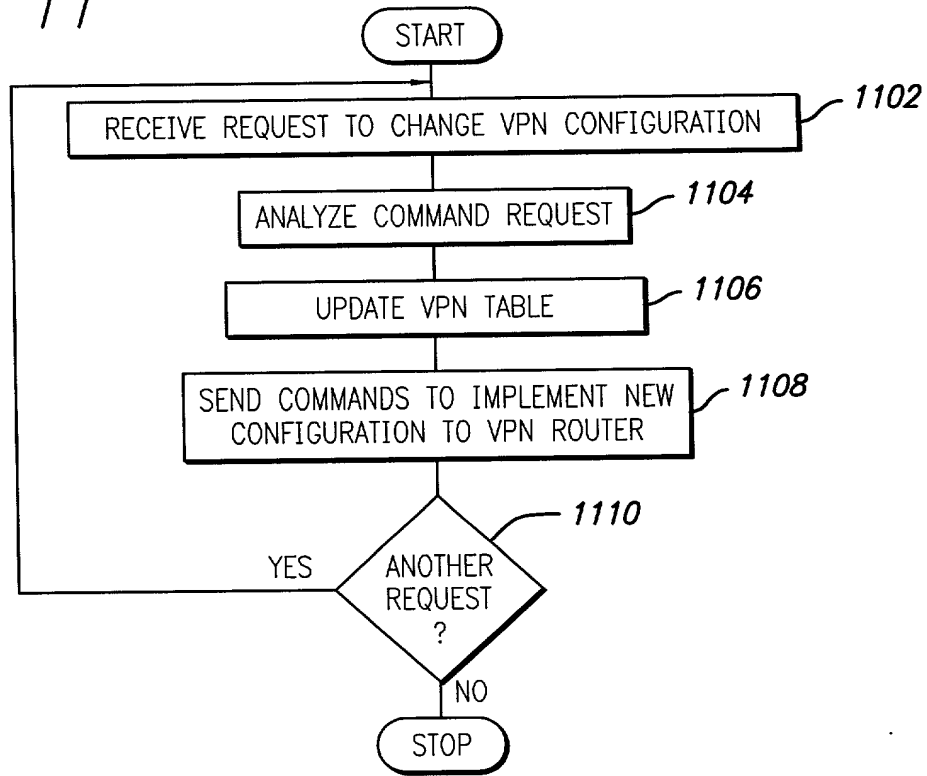 START
RECEIVE REQUEST TO CHANGE VPN CONFIGURATION
1102
ANALYZE COMMAND REQUEST
1104
UPDATE VPN TABLE
1106
SEND COMMANDS TO IMPLEMENT NEW
CONFIGURATION TO VPN ROUTER
1108
1110
YES
ANOTHER
REQUEST
?
NO
STOP